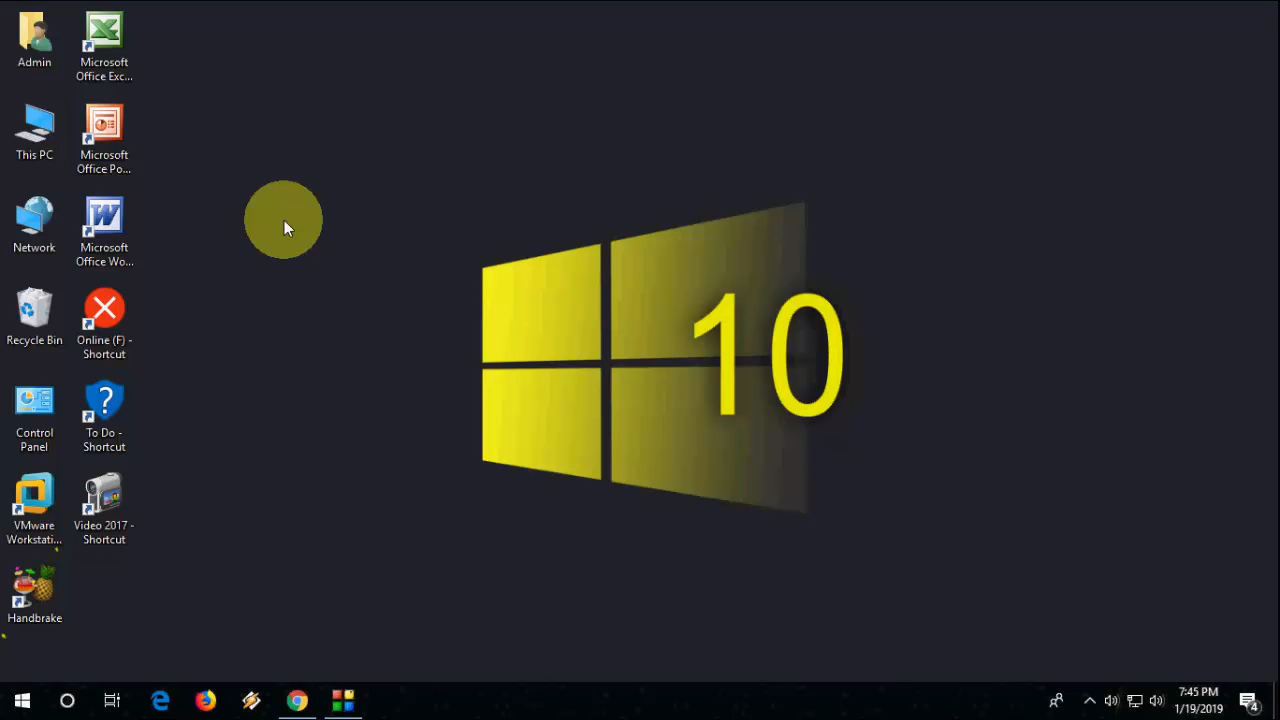 Admin
Microsoft
Office Exc...
This PC
Microsoft
Office Po...
Network
Microsoft
Office Wo...
Recycle Bin
Online (F) -
Shortcut
Control
Panel
To Do -
Shortcut
VMware
Workstati...
Video 2017 -
Shortcut
Handbrake
10
7:45 PM
1/19/2019
4